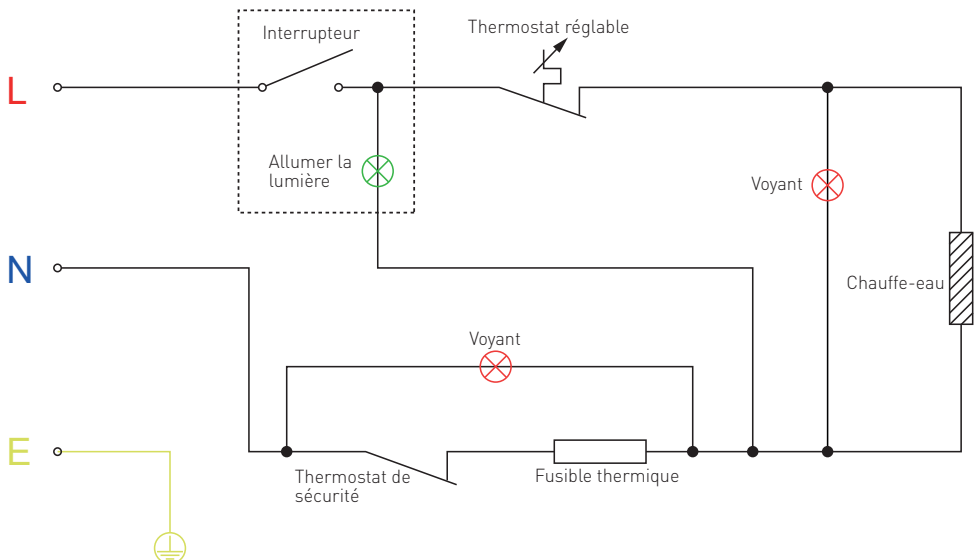 Interrupteur
Thermostat réglable
L
Allumer la
lumière
Voyant
N
Chauffe-eau
Voyant
E
Thermostat de
sécurité
Fusible thermique